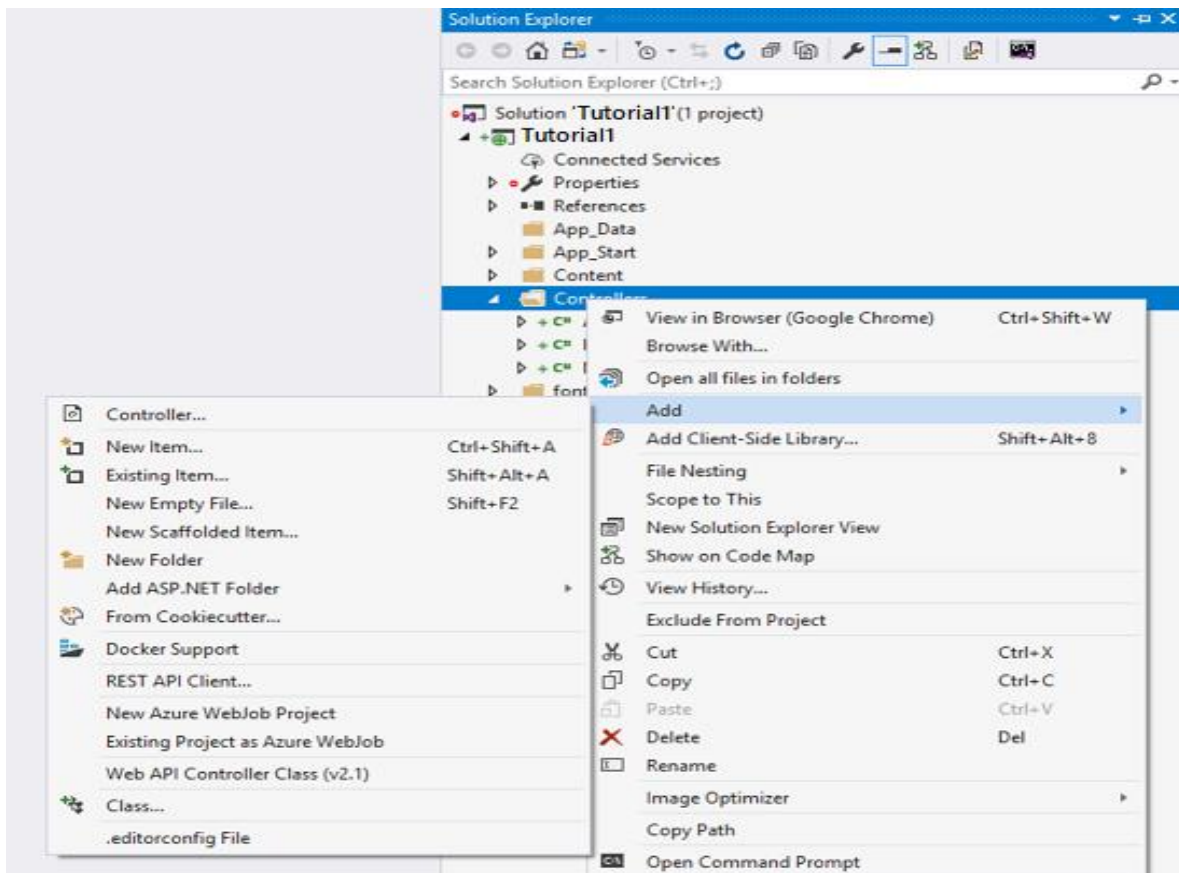 Solution Explorer
Search Solution Explorer (Ctrl+;)
Solution 'Tutorial1'(1 project)
Tutorial1
Connected Services
Properties
References
App_Data
App_Start
Content
Controllers
C#
C#
C#
font
View in Browser (Google Chrome) Ctrl+Shift+W
Browse With...
Open all files in folders
Add
Add Client-Side Library... Shift+Alt+8
File Nesting
Scope to This
New Solution Explorer View
Show on Code Map
View History...
Exclude From Project
Cut Ctrl+X
Copy Ctrl+C
Paste Ctrl+V
Delete Del
Rename
Image Optimizer
Copy Path
Open Command Prompt
Controller...
New Item... Ctrl+Shift+A
Existing Item... Shift+Alt+A
New Empty File... Shift+F2
New Scaffolded Item...
New Folder
Add ASP.NET Folder
From Cookiecutter...
Docker Support
REST API Client...
New Azure WebJob Project
Existing Project as Azure WebJob
Web API Controller Class (v2.1)
Class...
.editorconfig File